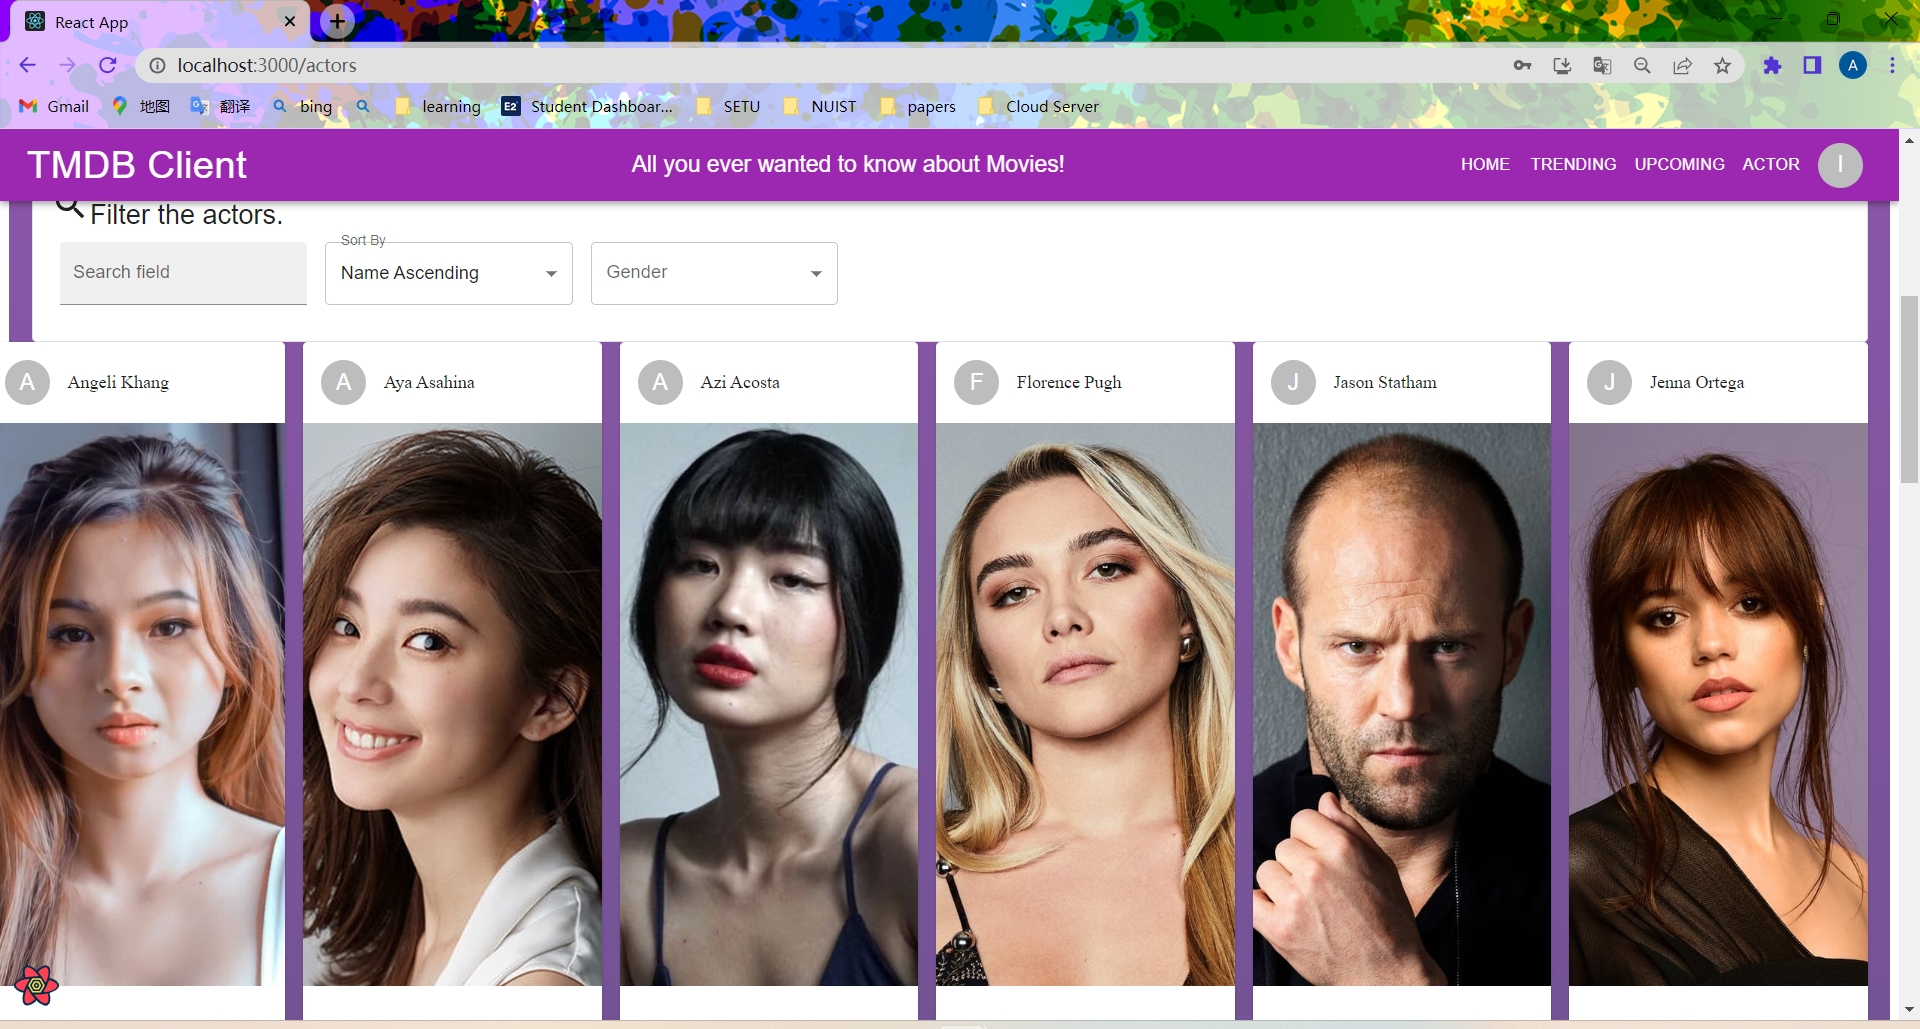 React App
localhost:3000/actors
A
Gmail 地图 翻译 bing learning E2 Student Dashboar... SETU NUIST papers Cloud Server
TMDB Client
All you ever wanted to know about Movies!
HOME TRENDING UPCOMING ACTOR I
Filter the actors.
Search field
Sort By
Name Ascending
Gender
A Angeli Khang
A Aya Asahina
A Azi Acosta
F Florence Pugh
J Jason Statham
J Jenna Ortega